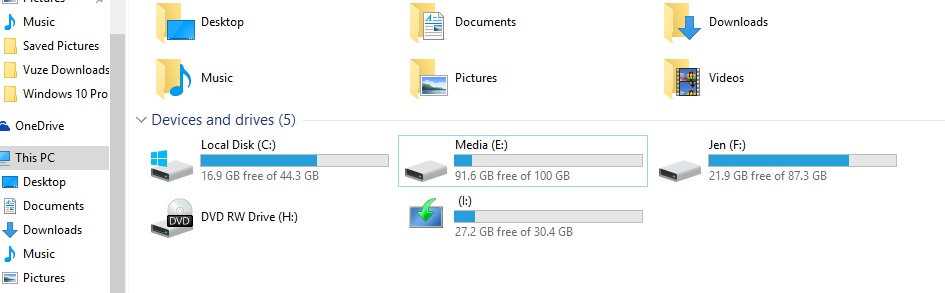 Pictures
Music
Saved Pictures
Vuze Downloads
Windows 10 Pro
OneDrive
This PC
Desktop
Documents
Downloads
Music
Pictures
Desktop
Documents
Downloads
Music
Pictures
Videos
Devices and drives (5)
Local Disk (C:)
16.9 GB free of 44.3 GB
Media (E:)
91.6 GB free of 100 GB
Jen (F:)
21.9 GB free of 87.3 GB
DVD RW Drive (H:)
DVD
(I:)
27.2 GB free of 30.4 GB